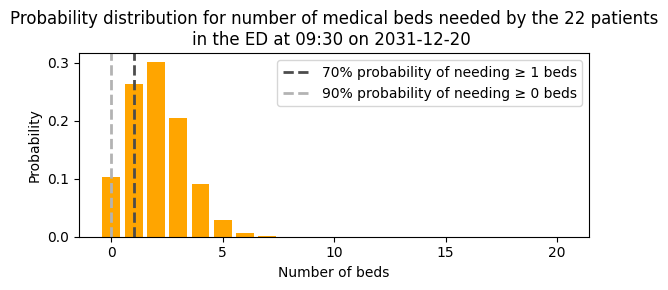 Probability distribution for number of medical beds needed by the 22 patients
in the ED at 09:30 on 2031-12-20
70% probability of needing ≥ 1 beds
90% probability of needing ≥ 0 beds
Probability
0.3
0.2
0.1
0.0
0 5 10 15 20
Number of beds